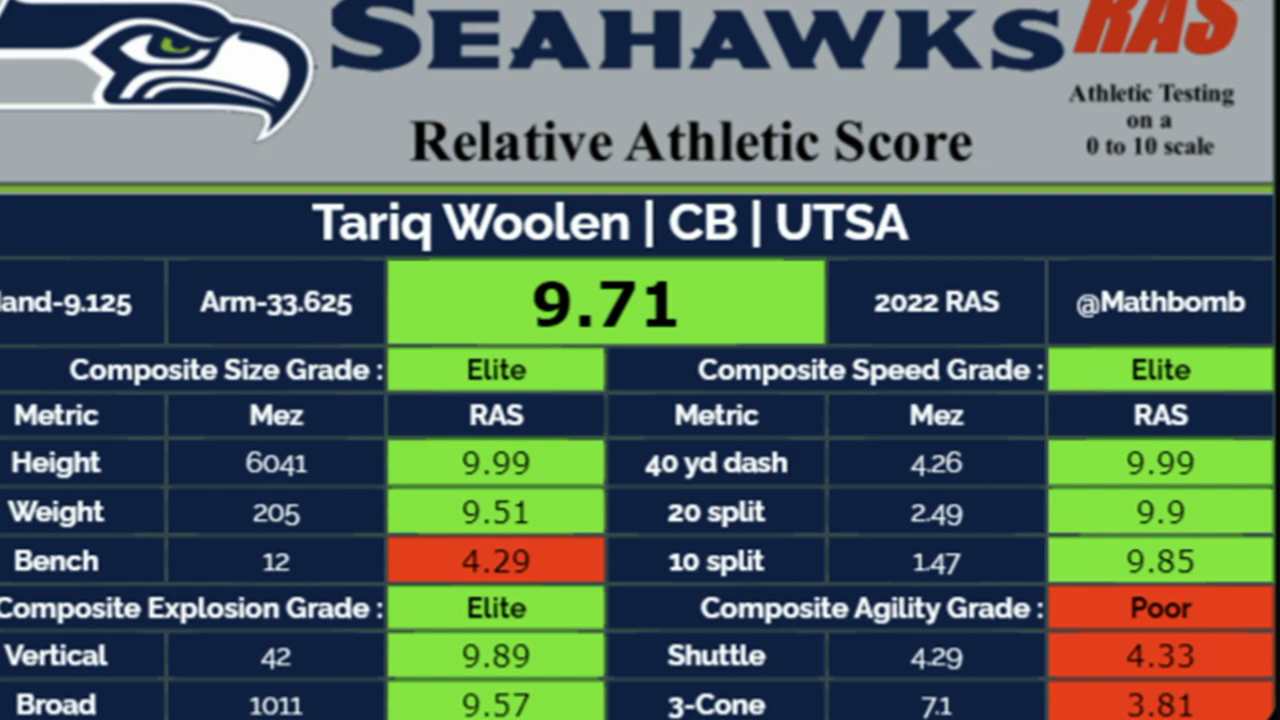 SEAHAWKS RAS
Athletic Testing
on a
0 to 10 scale
Relative Athletic Score
Tariq Woolen | CB | UTSA
-9.125 Arm-33.625 9.71 2022 RAS @Mathbomb
Composite Size Grade : Elite Composite Speed Grade : Elite
Metric Mez RAS Metric Mez RAS
Height 6041 9.99 40 yd dash 4.26 9.99
Weight 205 9.51 20 split 2.49 9.9
Bench 12 4.29 10 split 1.47 9.85
Composite Explosion Grade : Elite Composite Agility Grade : Poor
Vertical 42 9.89 Shuttle 4.29 4.33
Broad 1011 9.57 3-Cone 7.1 3.81